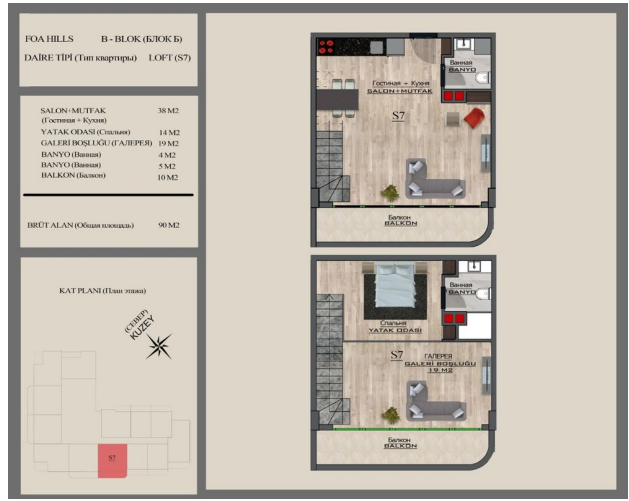 FOA HILLS B - BLOK (БЛОК Б)
DAİRE TİPİ (Тип квартиры) LOFT (S7)
SALON+MUTFAK 38 M2
(Гостиная + Кухня)
YATAK ODASI (Спальня) 14 M2
GALERİ BOŞLUĞU (ГАЛЕРЕЯ) 19 M2
BANYO (Ванная) 4 M2
BANYO (Ванная) 5 M2
BALKON (Балкон) 10 M2
BRÜT ALAN (Общая площадь) 90 M2
KAT PLANI (План этажа)
(СЕВЕР)
KUZEY
S7
Ванная
BANYO
Гостиная + Кухня
SALON+MUTFAK
S7
Балкон
BALKON
Ванная
BANYO
Спальня
YATAK ODASI
S7
ГАЛЕРЕЯ
GALERİ BOŞLUĞU
19 M2
Балкон
BALKON